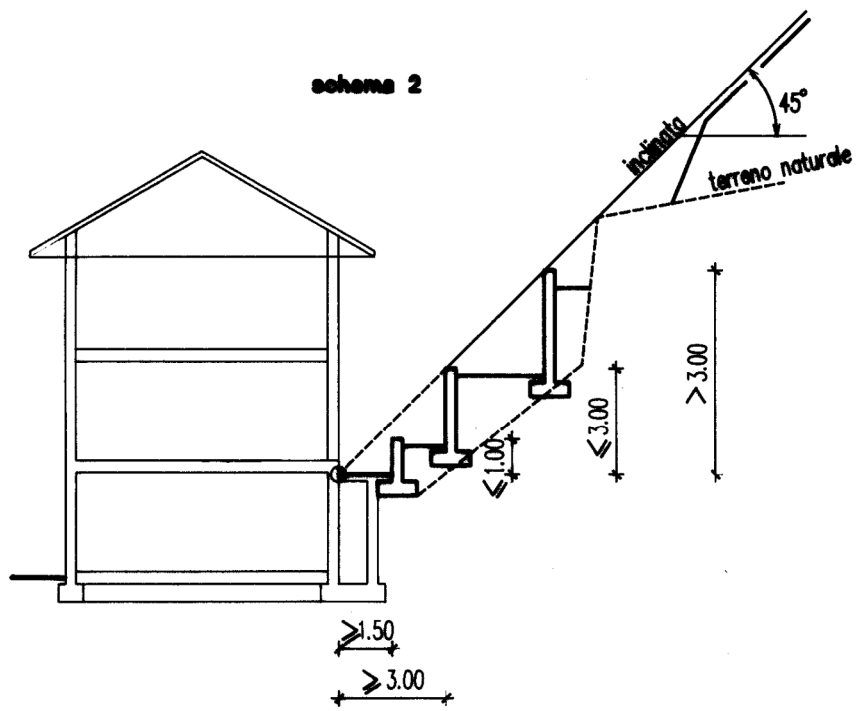 schema 2
45°
inclinata
terreno naturale
> 3.00
⩽ 3.00
⩽ 1.00
⩾1.50
⩾ 3.00